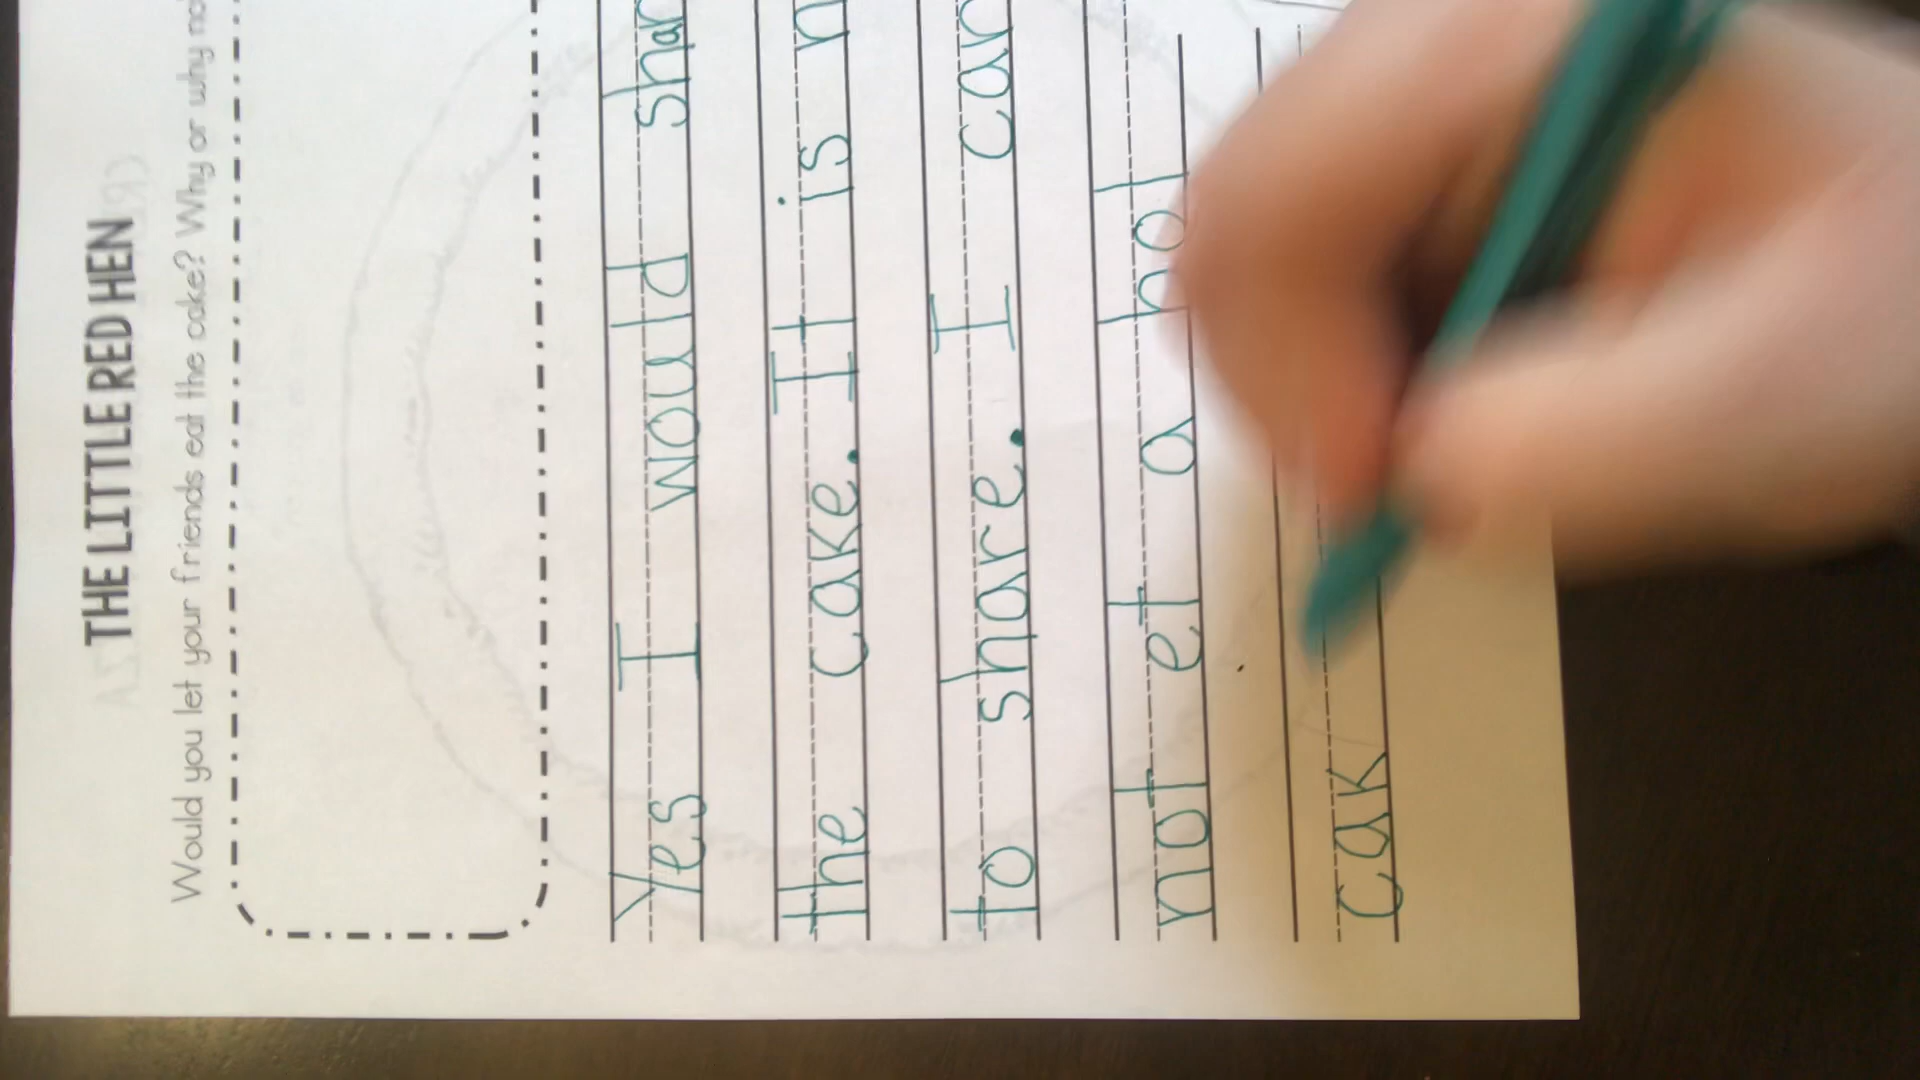 THE LITTLE RED HEN
Would you let your friends eat the cake? Why or why no
Yes I would shar
the cake. It is n
to share. I can
not et a hol
cak